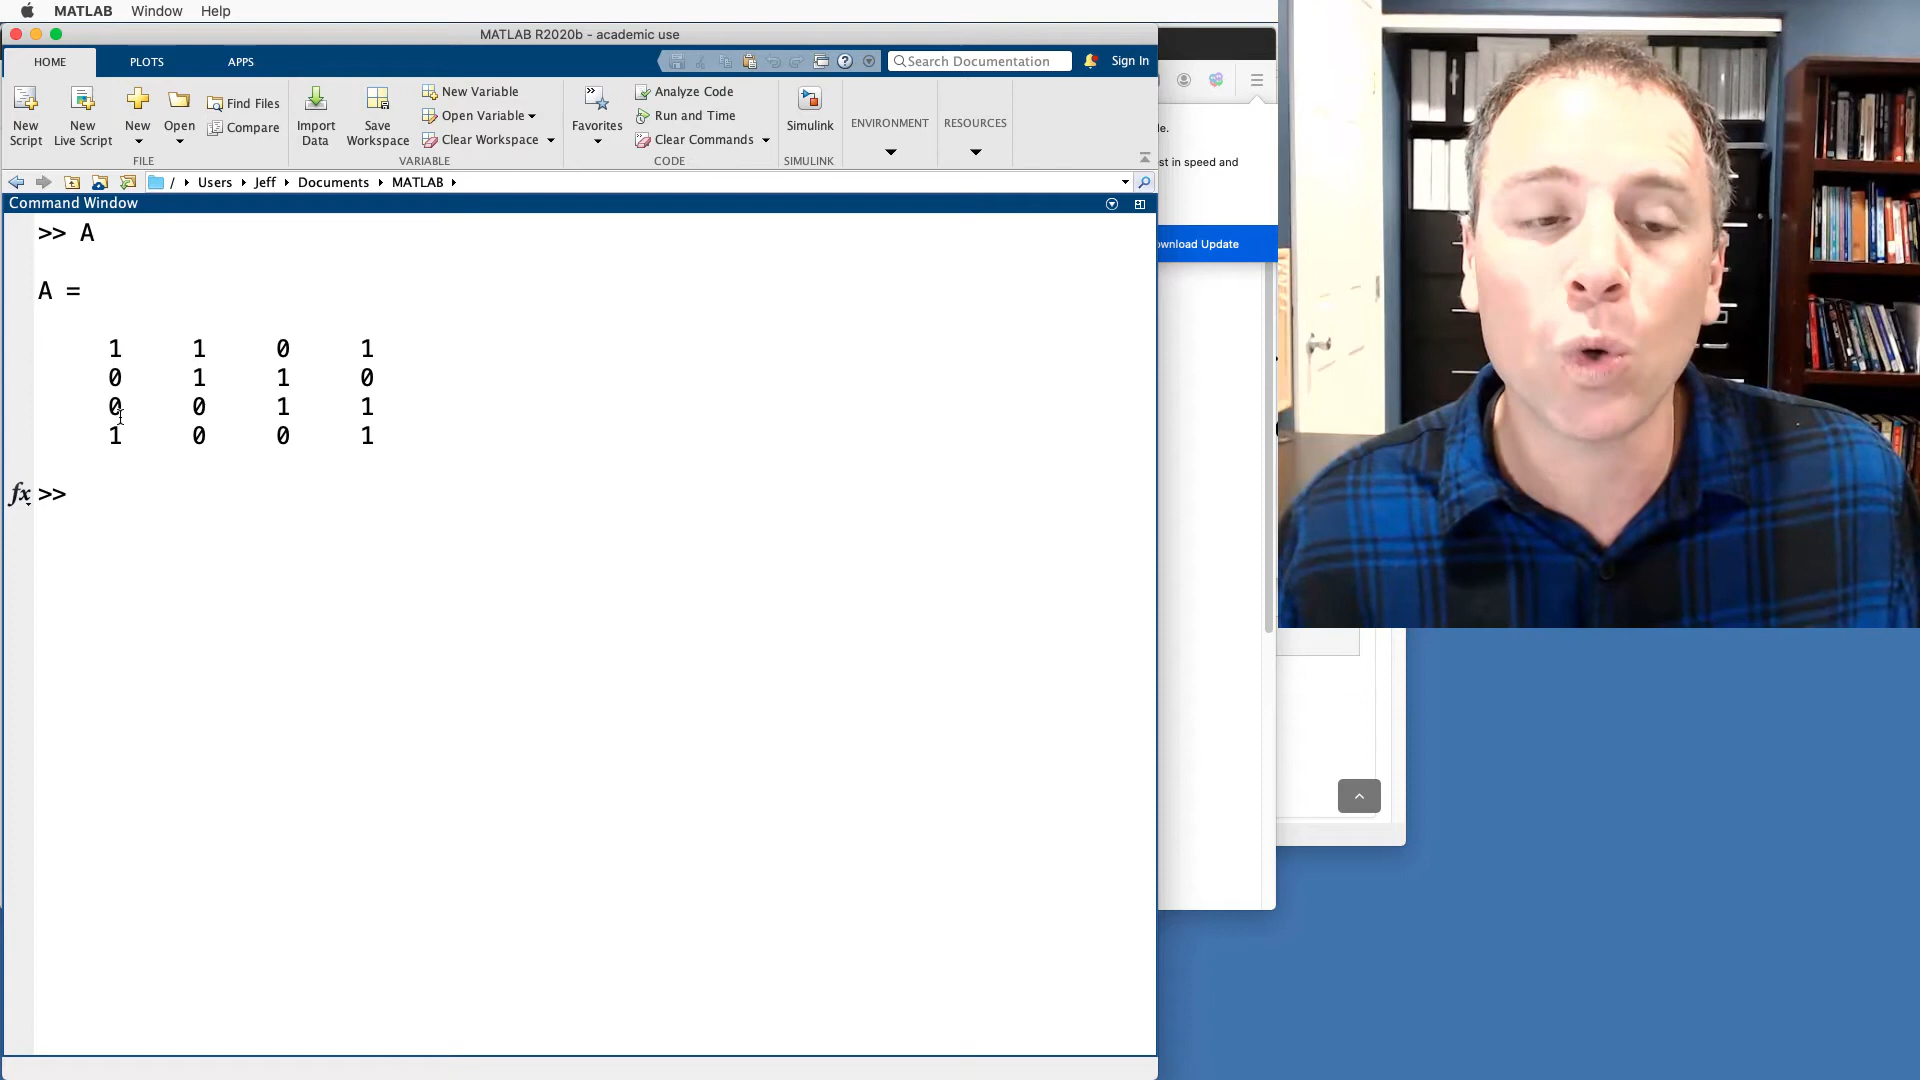 MATLAB Window Help
MATLAB R2020b - academic use
HOME PLOTS APPS
Search Documentation
Sign In
New Script
New Live Script
New
Open
Find Files
Compare
FILE
Import Data
Save Workspace
New Variable
Open Variable
Clear Workspace
VARIABLE
Favorites
Analyze Code
Run and Time
Clear Commands
CODE
Simulink
SIMULINK
ENVIRONMENT
RESOURCES
/ Users Jeff Documents MATLAB
Command Window
>> A
A =
1 1 0 1
0 1 1 0
0 0 1 1
1 0 0 1
fx >>
st in speed and
ownload Update